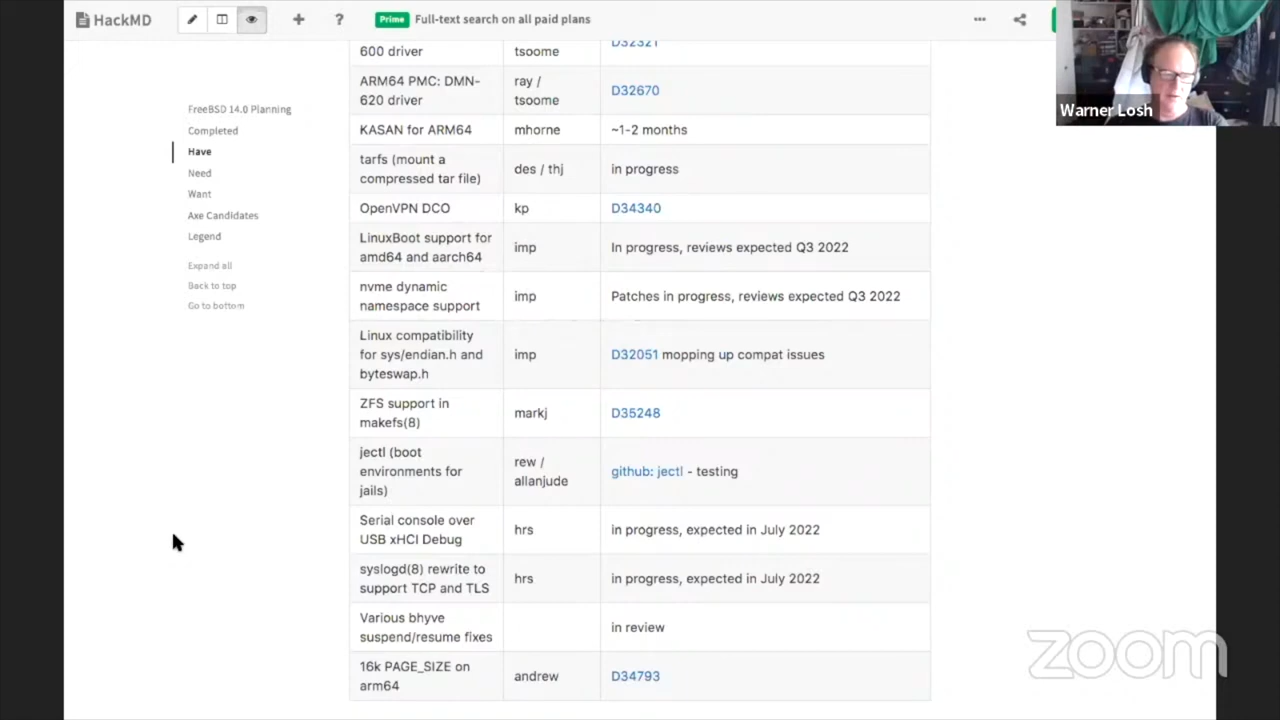 HackMD
Prime Full-text search on all paid plans
Warner Losh
FreeBSD 14.0 Planning
Completed
Have
Need
Want
Axe Candidates
Legend
Expand all
Back to top
Go to bottom
600 driver
tsoome
D32321
ARM64 PMC: DMN-
620 driver
ray /
tsoome
D32670
KASAN for ARM64
mhorne
~1-2 months
tarfs (mount a
compressed tar file)
des / thj
in progress
OpenVPN DCO
kp
D34340
LinuxBoot support for
amd64 and aarch64
imp
In progress, reviews expected Q3 2022
nvme dynamic
namespace support
imp
Patches in progress, reviews expected Q3 2022
Linux compatibility
for sys/endian.h and
byteswap.h
imp
D32051 mopping up compat issues
ZFS support in
makefs(8)
markj
D35248
jectl (boot
environments for
jails)
rew /
allanjude
github: jectl - testing
Serial console over
USB xHCI Debug
hrs
in progress, expected in July 2022
syslogd(8) rewrite to
support TCP and TLS
hrs
in progress, expected in July 2022
Various bhyve
suspend/resume fixes
in review
16k PAGE_SIZE on
arm64
andrew
D34793
zoom